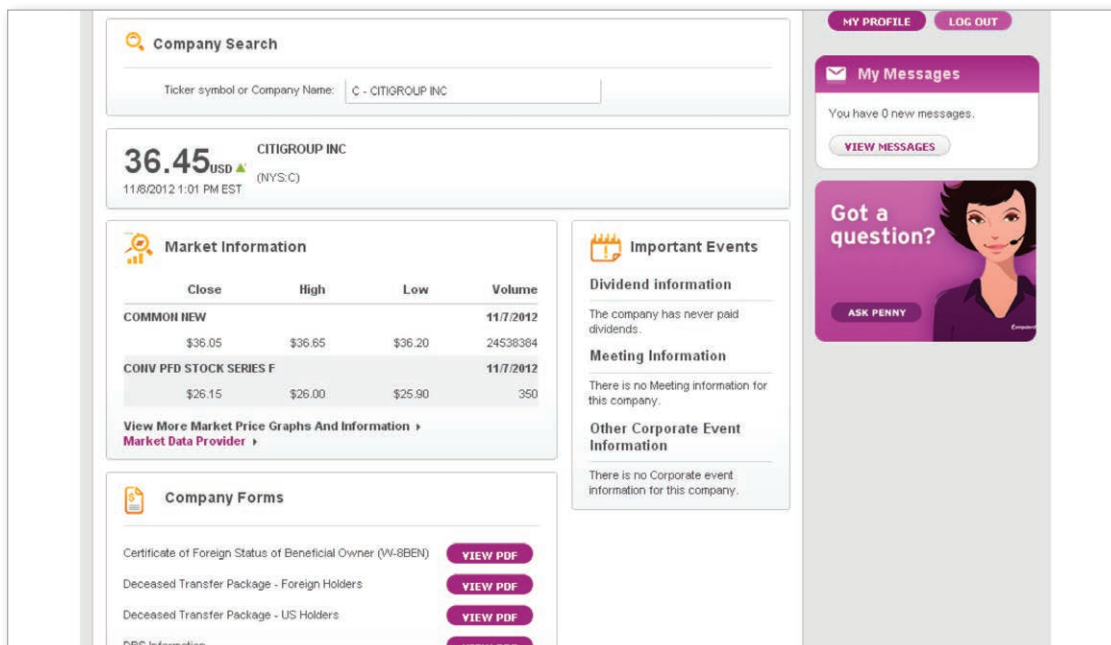 MY PROFILE
LOG OUT
Company Search
Ticker symbol or Company Name: C - CITIGROUP INC
36.45 USD
CITIGROUP INC
(NYS:C)
11/8/2012 1:01 PM EST
My Messages
You have 0 new messages.
VIEW MESSAGES
Got a
question?
ASK PENNY
Market Information
Close High Low Volume
COMMON NEW 11/7/2012
$36.05 $36.65 $36.20 24538384
CONV PFD STOCK SERIES F 11/7/2012
$26.15 $26.00 $25.90 350
View More Market Price Graphs And Information
Market Data Provider
Important Events
Dividend information
The company has never paid
dividends.
Meeting Information
There is no Meeting information for
this company.
Other Corporate Event
Information
There is no Corporate event
information for this company.
Company Forms
Certificate of Foreign Status of Beneficial Owner (W-8BEN) VIEW PDF
Deceased Transfer Package - Foreign Holders VIEW PDF
Deceased Transfer Package - US Holders VIEW PDF